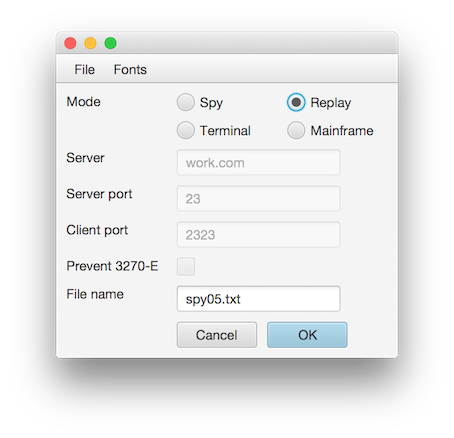 File Fonts
Mode Spy Replay
Terminal Mainframe
Server work.com
Server port 23
Client port 2323
Prevent 3270-E
File name spy05.txt
Cancel OK